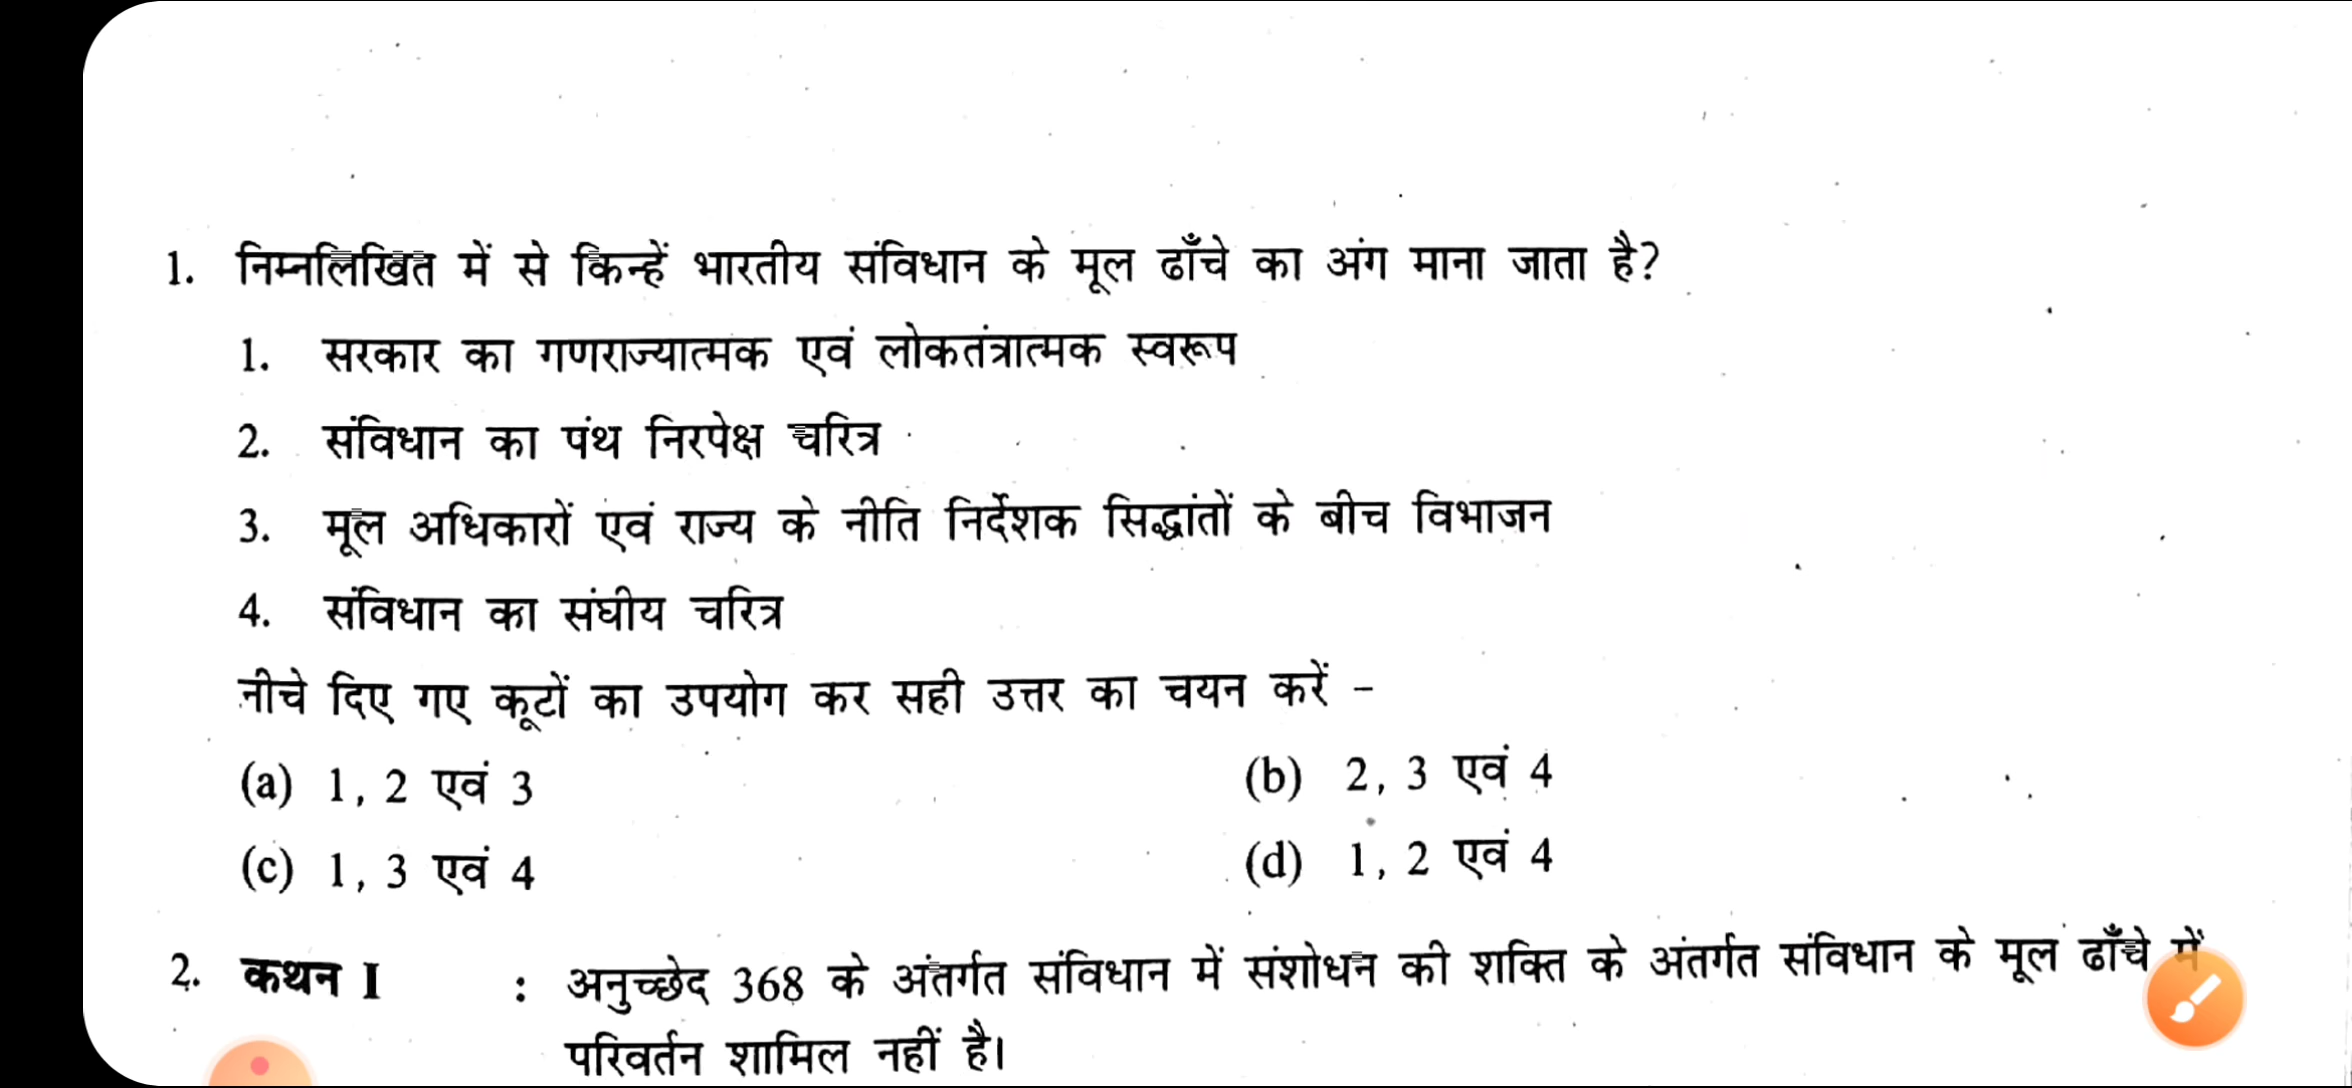 1. निम्नलिखित में से किन्हें भारतीय संविधान के मूल ढाँचे का अंग माना जाता है?
1. सरकार का गणराज्यात्मक एवं लोकतंत्रात्मक स्वरूप
2. संविधान का पंथ निरपेक्ष चरित्र
3. मूल अधिकारों एवं राज्य के नीति निर्देशक सिद्धांतों के बीच विभाजन
4. संविधान का संघीय चरित्र
नीचे दिए गए कूटों का उपयोग कर सही उत्तर का चयन करें -
(a) 1, 2 एवं 3 (b) 2, 3 एवं 4
(c) 1, 3 एवं 4 (d) 1, 2 एवं 4
2. कथन I : अनुच्छेद 368 के अंतर्गत संविधान में संशोधन की शक्ति के अंतर्गत संविधान के मूल ढाँचे में
परिवर्तन शामिल नहीं है।